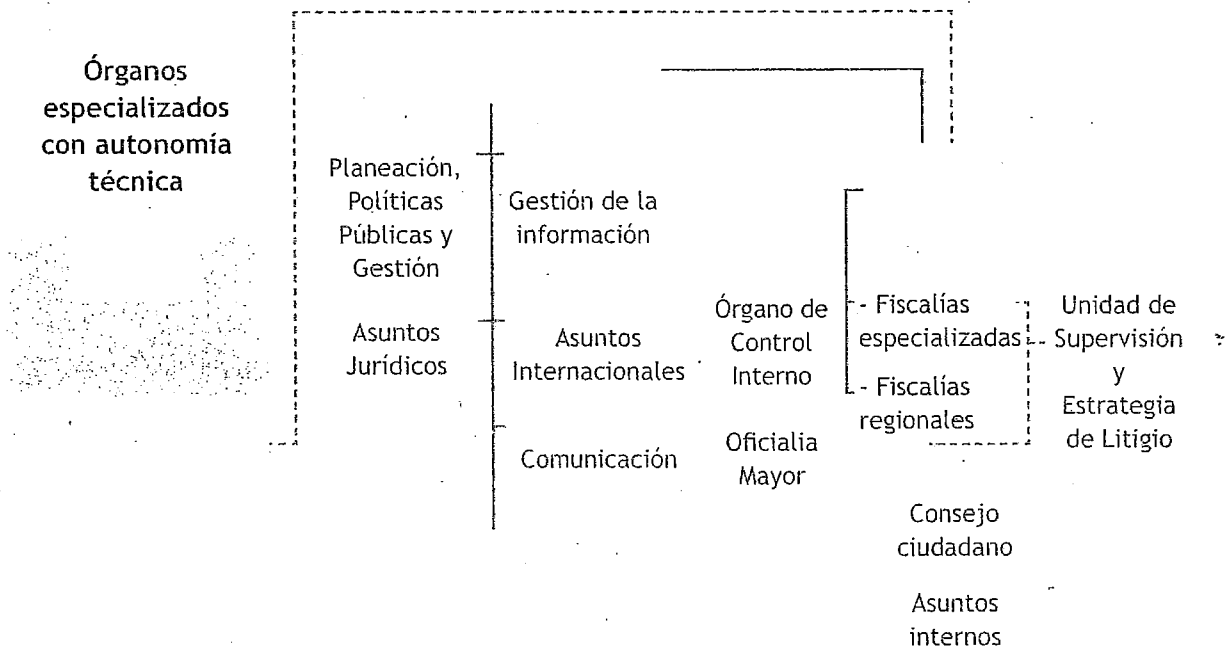 Órganos
especializados
con autonomía
técnica
Planeación,
Políticas
Públicas y
Gestión
Gestión de la
información
Asuntos
Jurídicos
Asuntos
Internacionales
Comunicación
Órgano de
Control
Interno
Oficialia
Mayor
- Fiscalías
especializadas
- Fiscalías
regionales
Unidad de
Supervisión
y
Estrategia
de Litigio
Consejo
ciudadano
Asuntos
internos